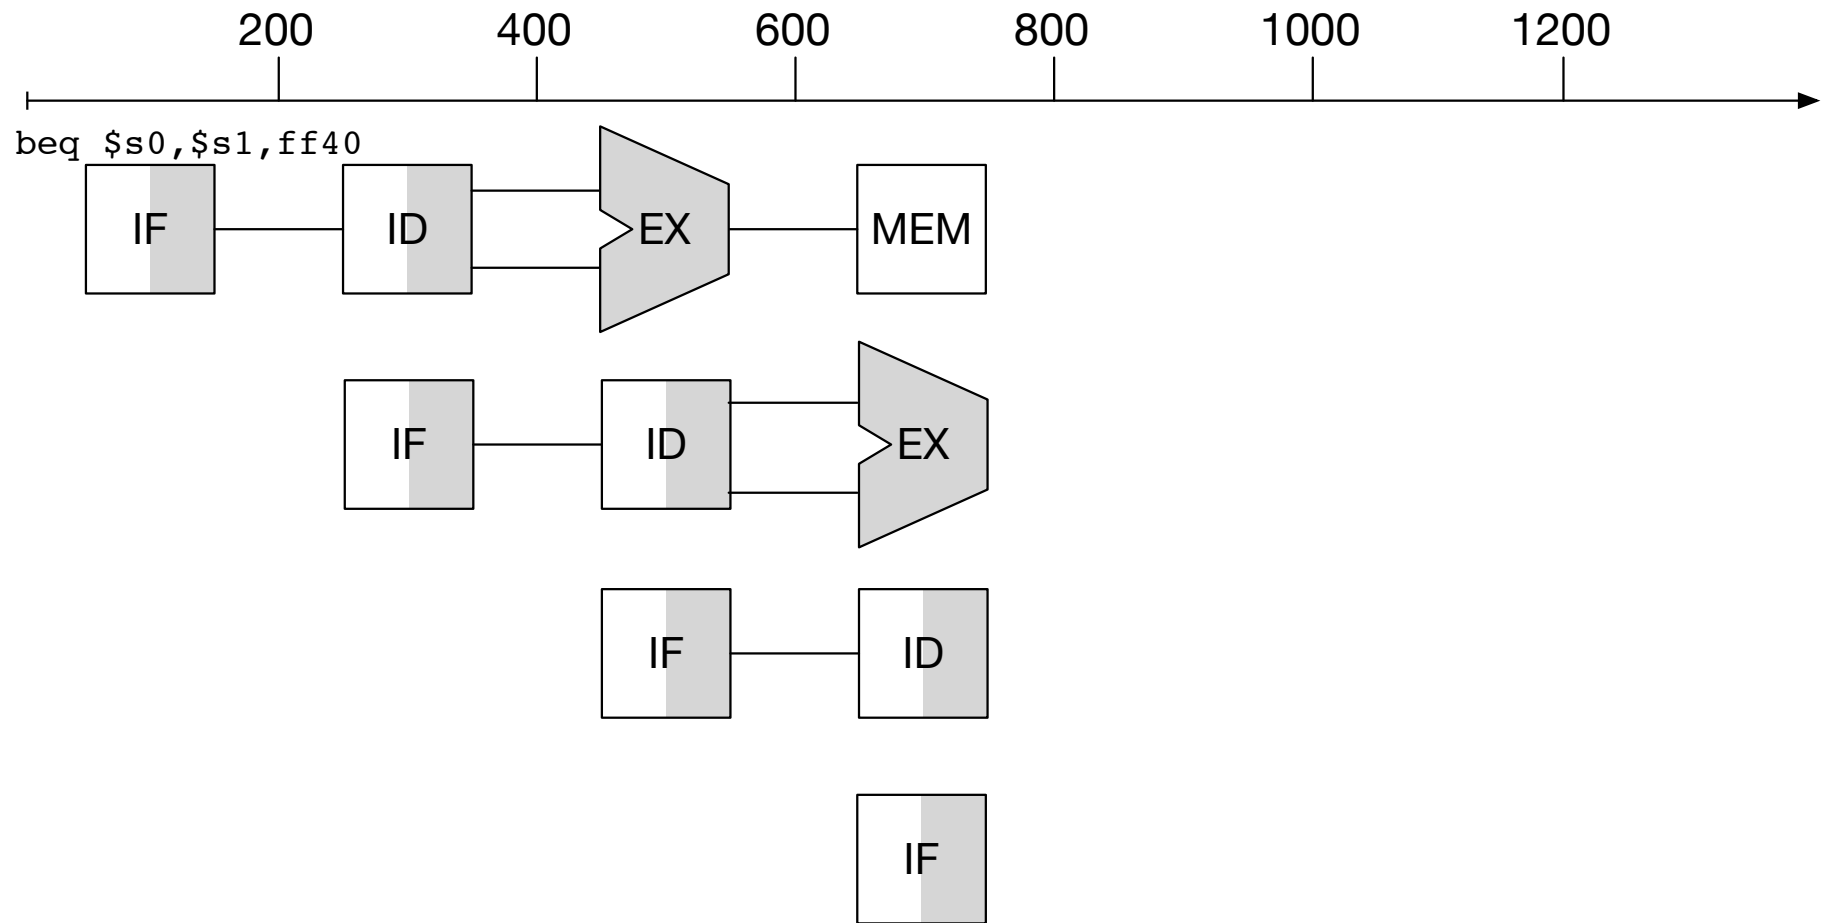 200 400 600 800 1000 1200
beq $s0,$s1,ff40
IF ID EX MEM
IF ID EX
IF ID
IF